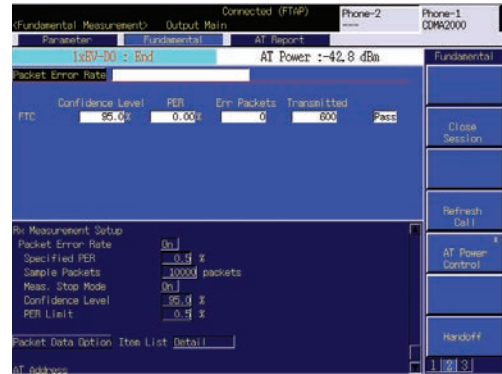 Connected (FTAP)
Phone-2
Phone-1
<Fundamental Measurement> Output Main
----
CDMA2000
Parameter Fundamental AT Report
1xEV-DO : End AT Power :-42.8 dBm
Fundamental
Packet Error Rate
Confidence Level PER Err Packets Transmitted
FTC 95.0% 0.00% 0 600 Pass
Close Session
Refresh Call
Rx Measurement Setup
Packet Error Rate On
Specified PER 0.5 %
Sample Packets 10000 packets
Meas. Stop Mode On
Confidence Level 95.0 %
PER Limit 0.5 %
* AT Power Control
Packet Data Option Item List Detail
Handoff
AT Address
1 2 3